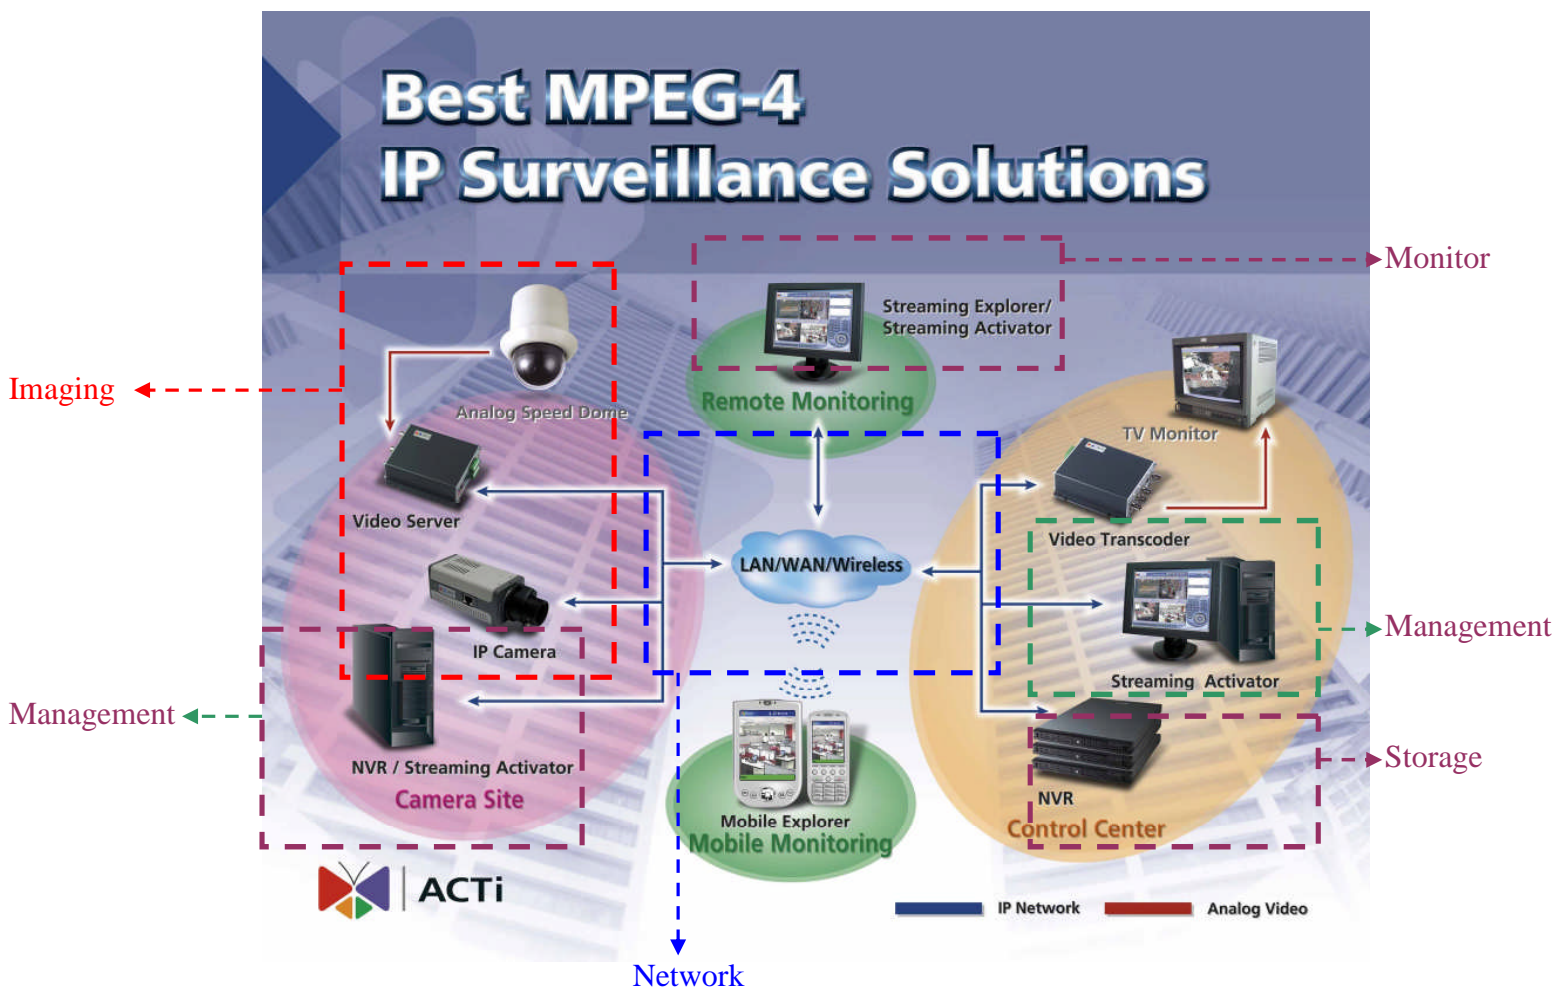 Best MPEG-4
IP Surveillance Solutions
Monitor
Streaming Explorer/
Streaming Activator
Imaging
Remote Monitoring
Analog Speed Dome
TV Monitor
Video Server
Video Transcoder
LAN/WAN/Wireless
Management
IP Camera
Streaming Activator
Management
NVR / Streaming Activator
Camera Site
Storage
NVR
Mobile Explorer
Mobile Monitoring
Control Center
ACTi
IP Network
Analog Video
Network